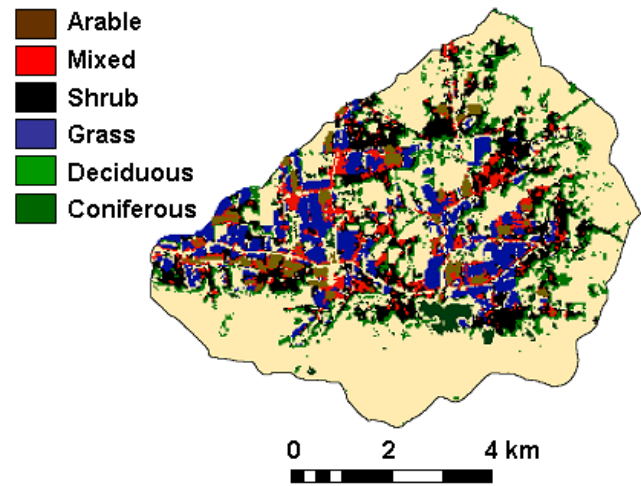 Arable
Mixed
Shrub
Grass
Deciduous
Coniferous
0 2 4 km